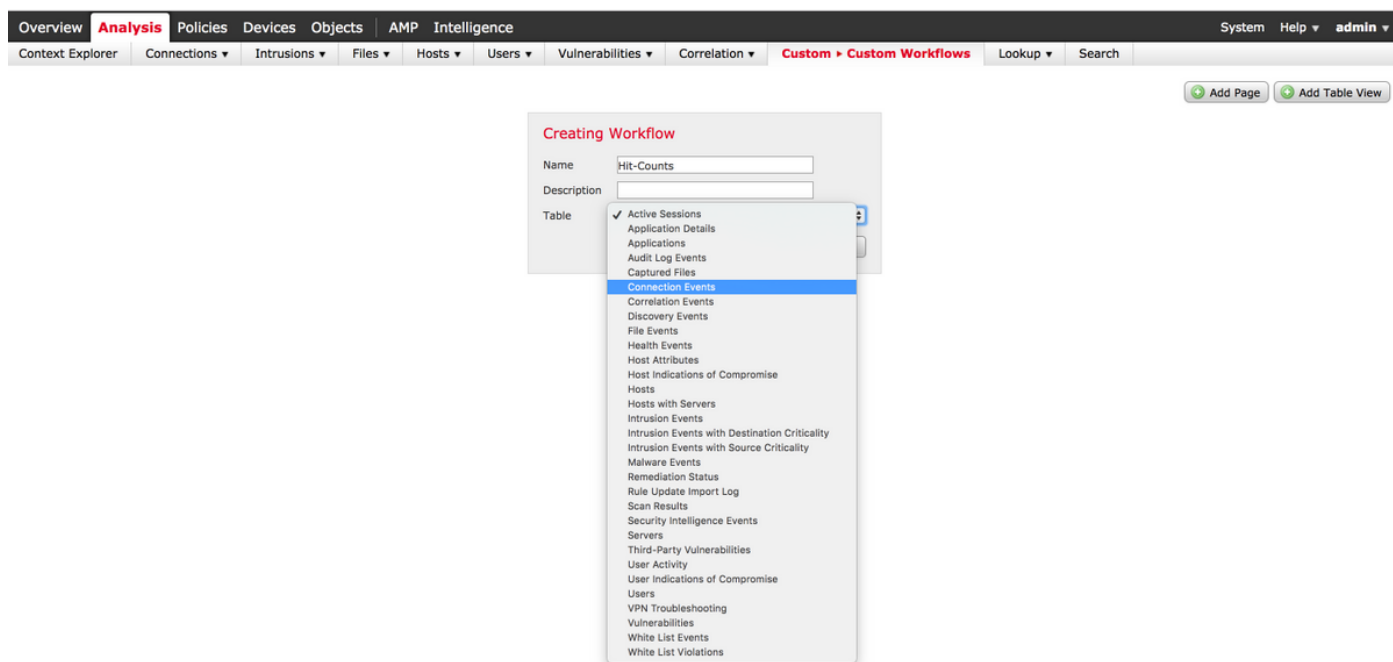 Overview Analysis Policies Devices Objects AMP Intelligence System Help ▾ admin ▾
Context Explorer Connections ▾ Intrusions ▾ Files ▾ Hosts ▾ Users ▾ Vulnerabilities ▾ Correlation ▾ Custom ▸ Custom Workflows Lookup ▾ Search
Add Page Add Table View
Creating Workflow
Name Hit-Counts
Description
Table ✓ Active Sessions
Application Details
Applications
Audit Log Events
Captured Files
Connection Events
Correlation Events
Discovery Events
File Events
Health Events
Host Attributes
Host Indications of Compromise
Hosts
Hosts with Servers
Intrusion Events
Intrusion Events with Destination Criticality
Intrusion Events with Source Criticality
Malware Events
Remediation Status
Rule Update Import Log
Scan Results
Security Intelligence Events
Servers
Third-Party Vulnerabilities
User Activity
User Indications of Compromise
Users
VPN Troubleshooting
Vulnerabilities
White List Events
White List Violations